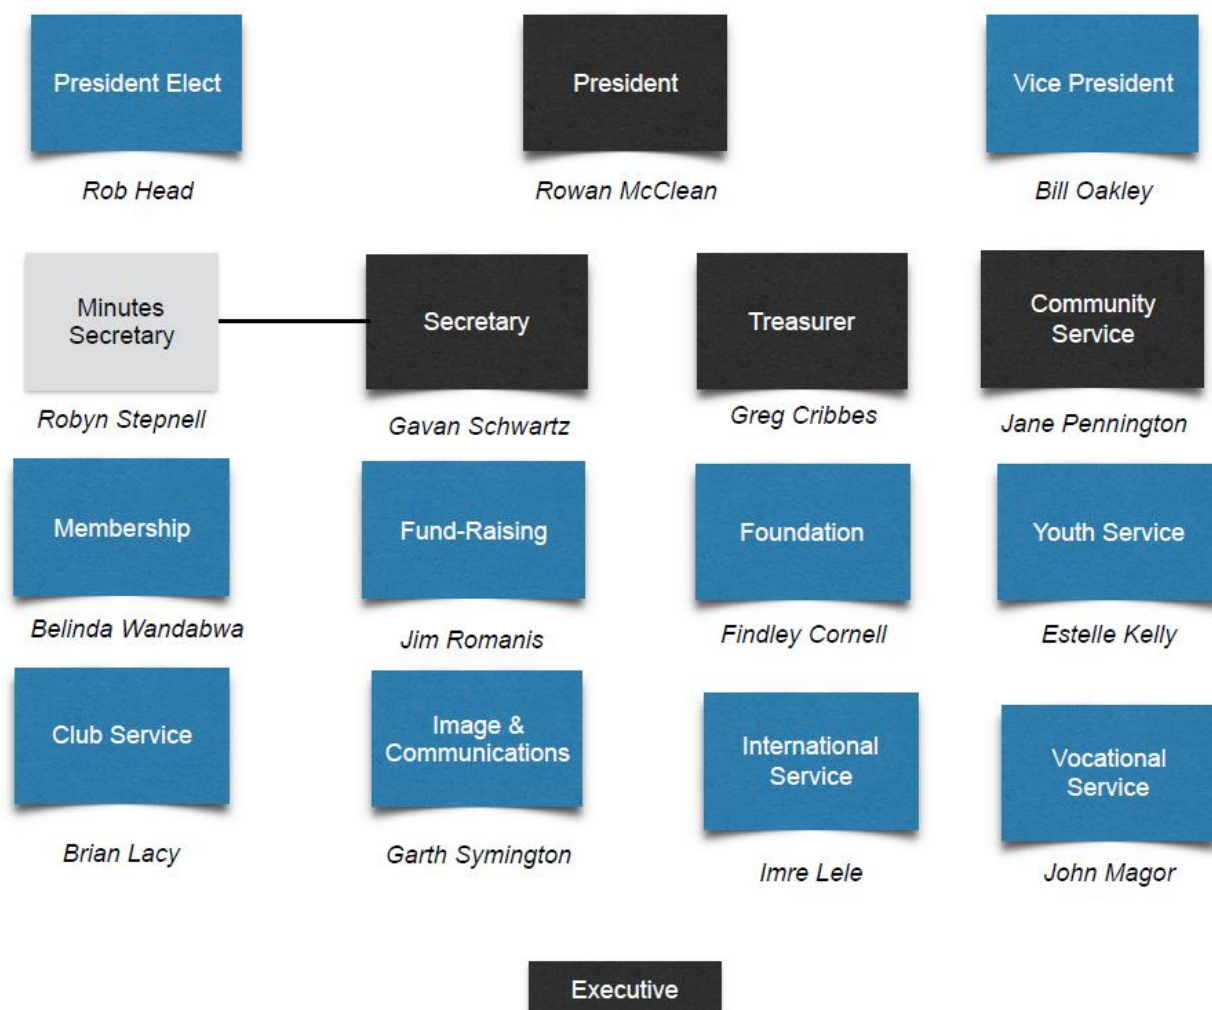 President Elect
President
Vice President
Rob Head
Rowan McClean
Bill Oakley
Minutes
Secretary
Secretary
Treasurer
Community
Service
Robyn Stepnell
Gavan Schwartz
Greg Cribbes
Jane Pennington
Membership
Fund-Raising
Foundation
Youth Service
Belinda Wandabwa
Jim Romanis
Findley Cornell
Estelle Kelly
Club Service
Image &
Communications
International
Service
Vocational
Service
Brian Lacy
Garth Symington
Imre Lele
John Magor
Executive